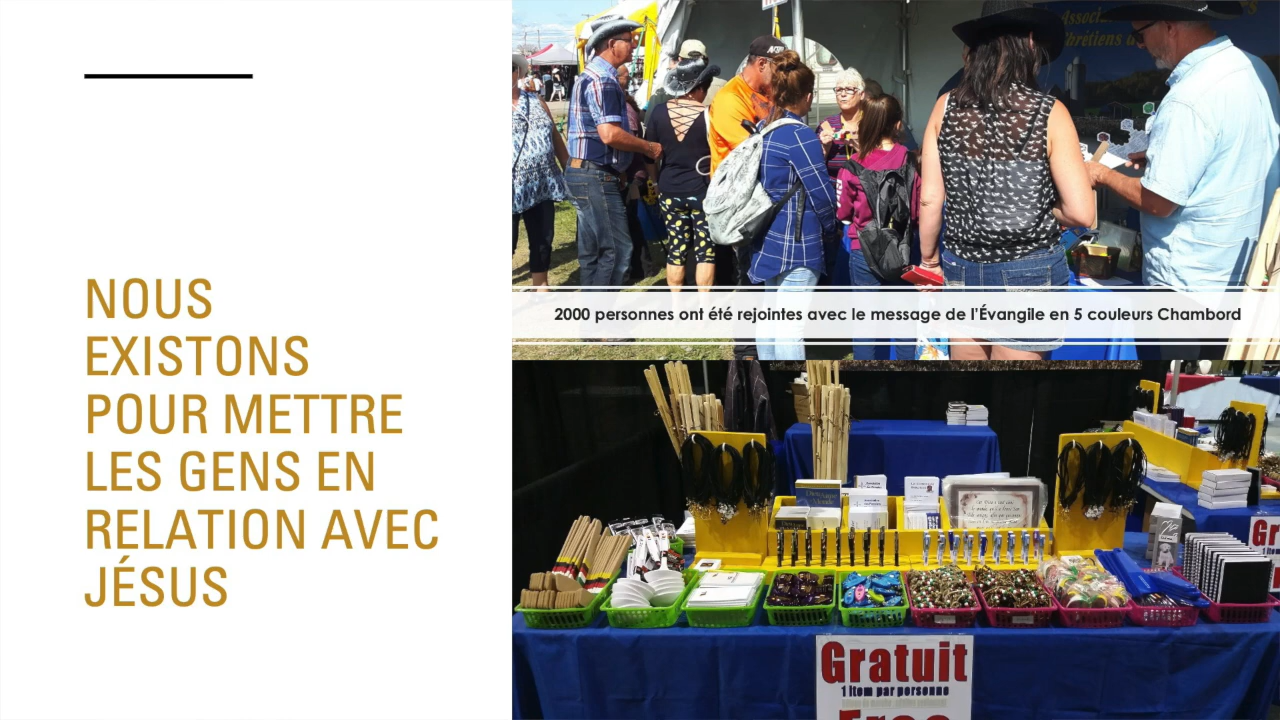 NOUS
EXISTONS
POUR METTRE
LES GENS EN
RELATION AVEC
JÉSUS
2000 personnes ont été rejointes avec le message de l'Évangile en 5 couleurs Chambord
Gratuit
1 Item par personne
Free